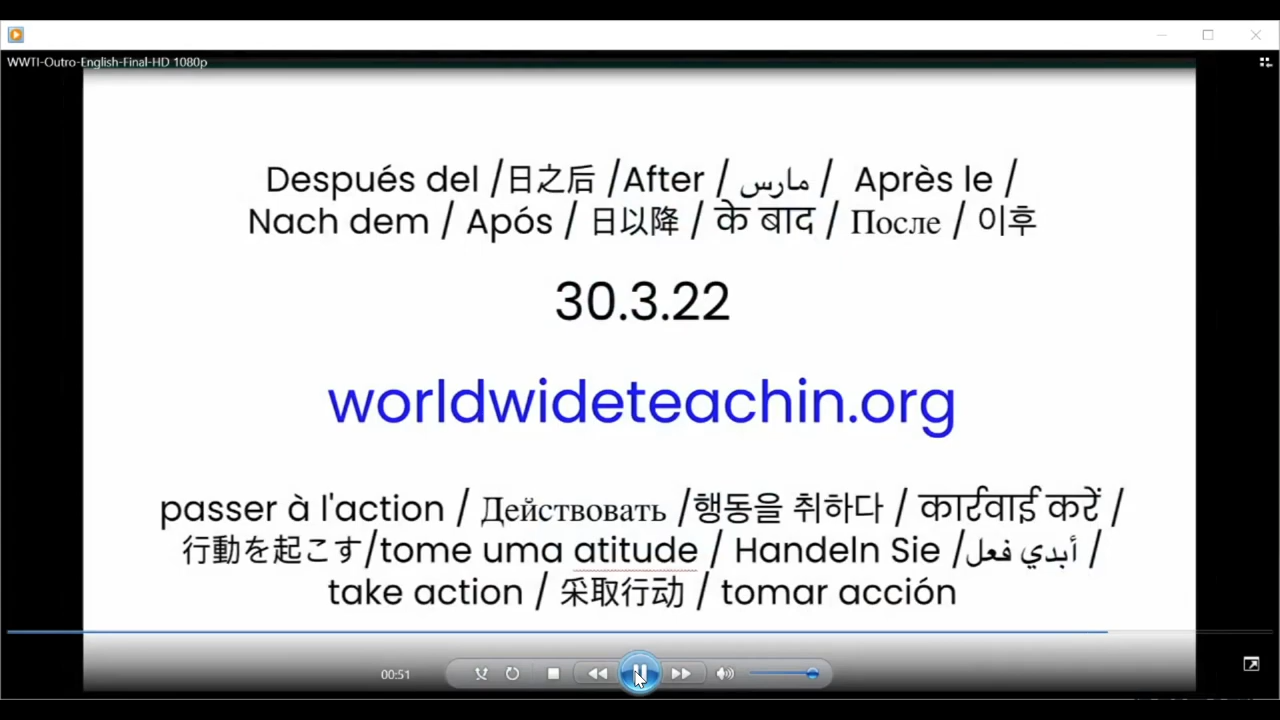 WWTI-Outro-English-Final-HD 1080p
Después del /日之后 /After / مارس / Après le /
Nach dem / Após / 日以降 / के बाद / После / 이후
30.3.22
worldwideteachin.org
passer à l'action / Действовать /행동을 취하다 / कार्रवाई करें /
行動を起こす/tome uma atitude / Handeln Sie /أبدي فعل /
take action / 采取行动 / tomar acción
00:51